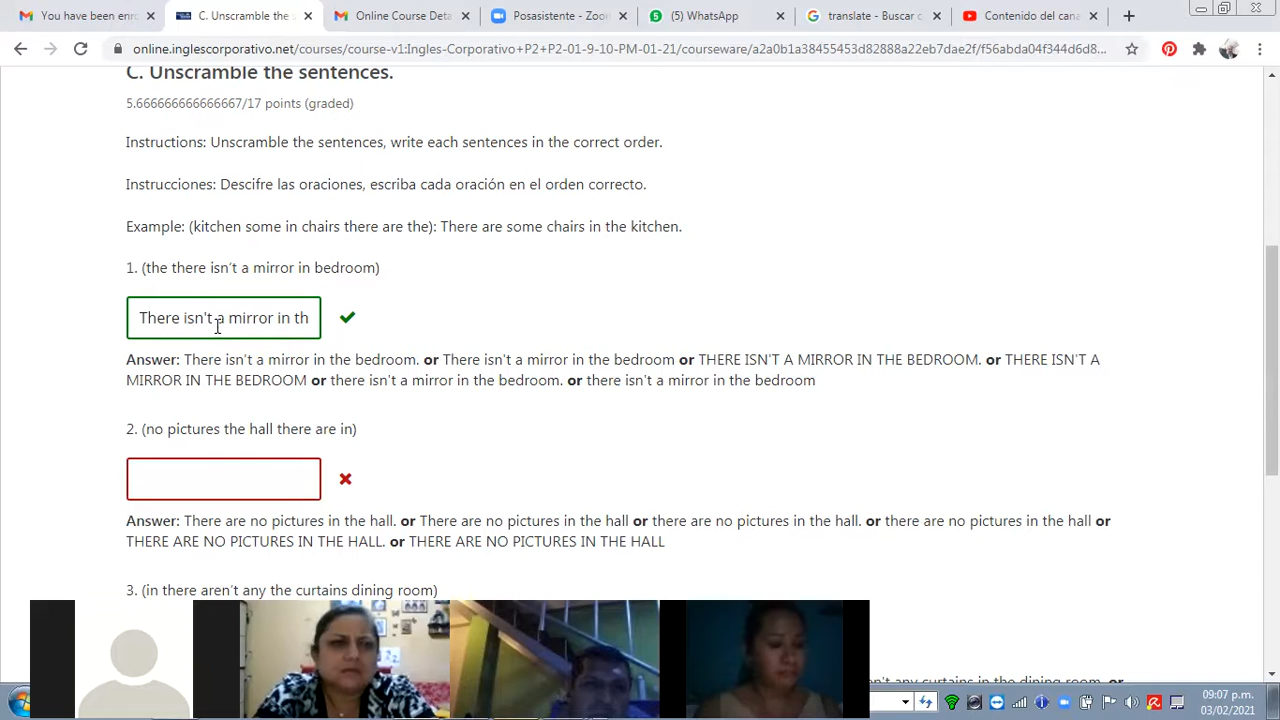 You have been enro
C. Unscramble the s
Online Course Deta
Posasistente - Zoo
(5) WhatsApp
translate - Buscar c
Contenido del cana
online.inglescorporativo.net/courses/course-v1:Ingles-Corporativo+P2+P2-01-9-10-PM-01-21/courseware/a2a0b1a38455453d82888a22eb7dae2f/f56abda04f344d6d8...
C. Unscramble the sentences.
5.666666666666667/17 points (graded)
Instructions: Unscramble the sentences, write each sentences in the correct order.
Instrucciones: Descifre las oraciones, escriba cada oración en el orden correcto.
Example: (kitchen some in chairs there are the): There are some chairs in the kitchen.
1. (the there isn't a mirror in bedroom)
There isn't a mirror in th
Answer: There isn't a mirror in the bedroom. or There isn't a mirror in the bedroom or THERE ISN'T A MIRROR IN THE BEDROOM. or THERE ISN'T A
MIRROR IN THE BEDROOM or there isn't a mirror in the bedroom. or there isn't a mirror in the bedroom
2. (no pictures the hall there are in)
Answer: There are no pictures in the hall. or There are no pictures in the hall or there are no pictures in the hall. or there are no pictures in the hall or
THERE ARE NO PICTURES IN THE HALL. or THERE ARE NO PICTURES IN THE HALL
3. (in there aren't any the curtains dining room)
n't any curtains in the dining room. or
09:07 p.m.
03/02/2021